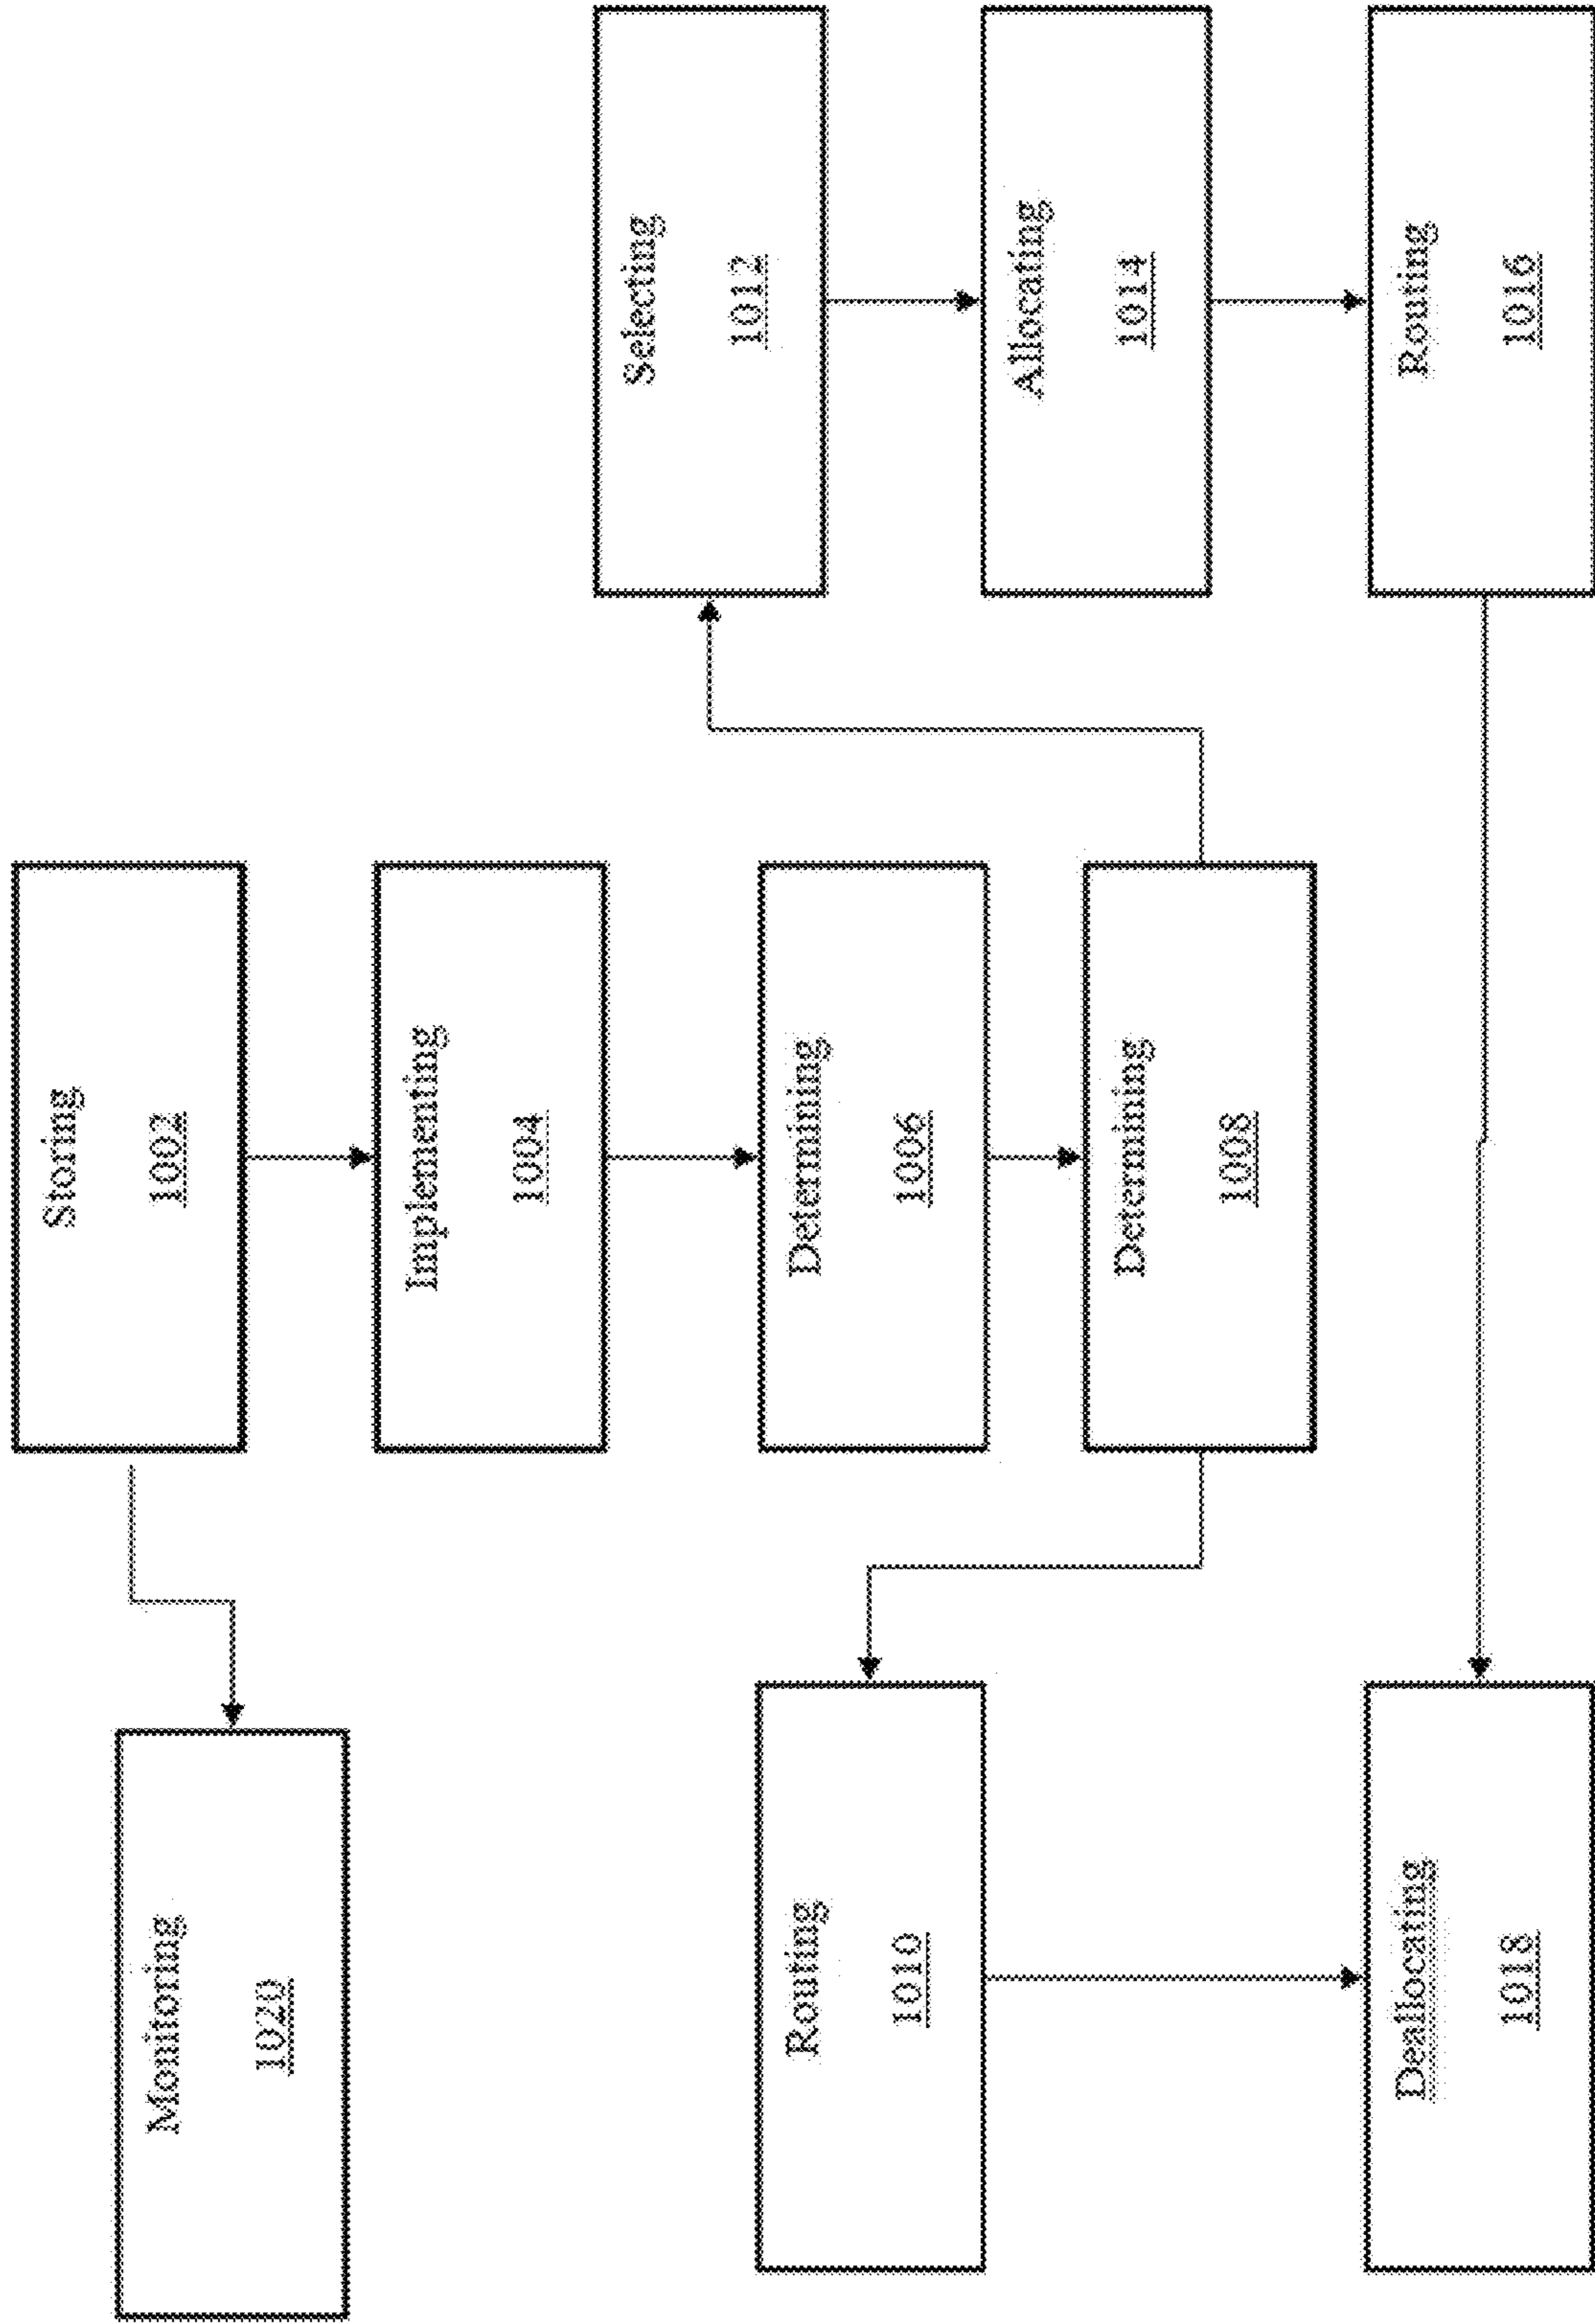 Storing
1002
Implementing
1004
Determining
1006
Determining
1008
Monitoring
1020
Routing
1010
Selecting
1012
Allocating
1014
Routing
1016
Deallocating
1018